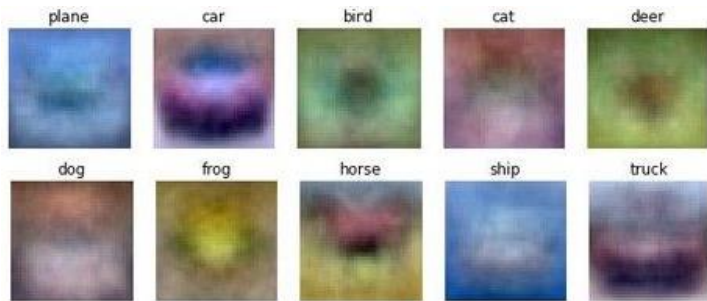 plane car bird cat deer
dog frog horse ship truck